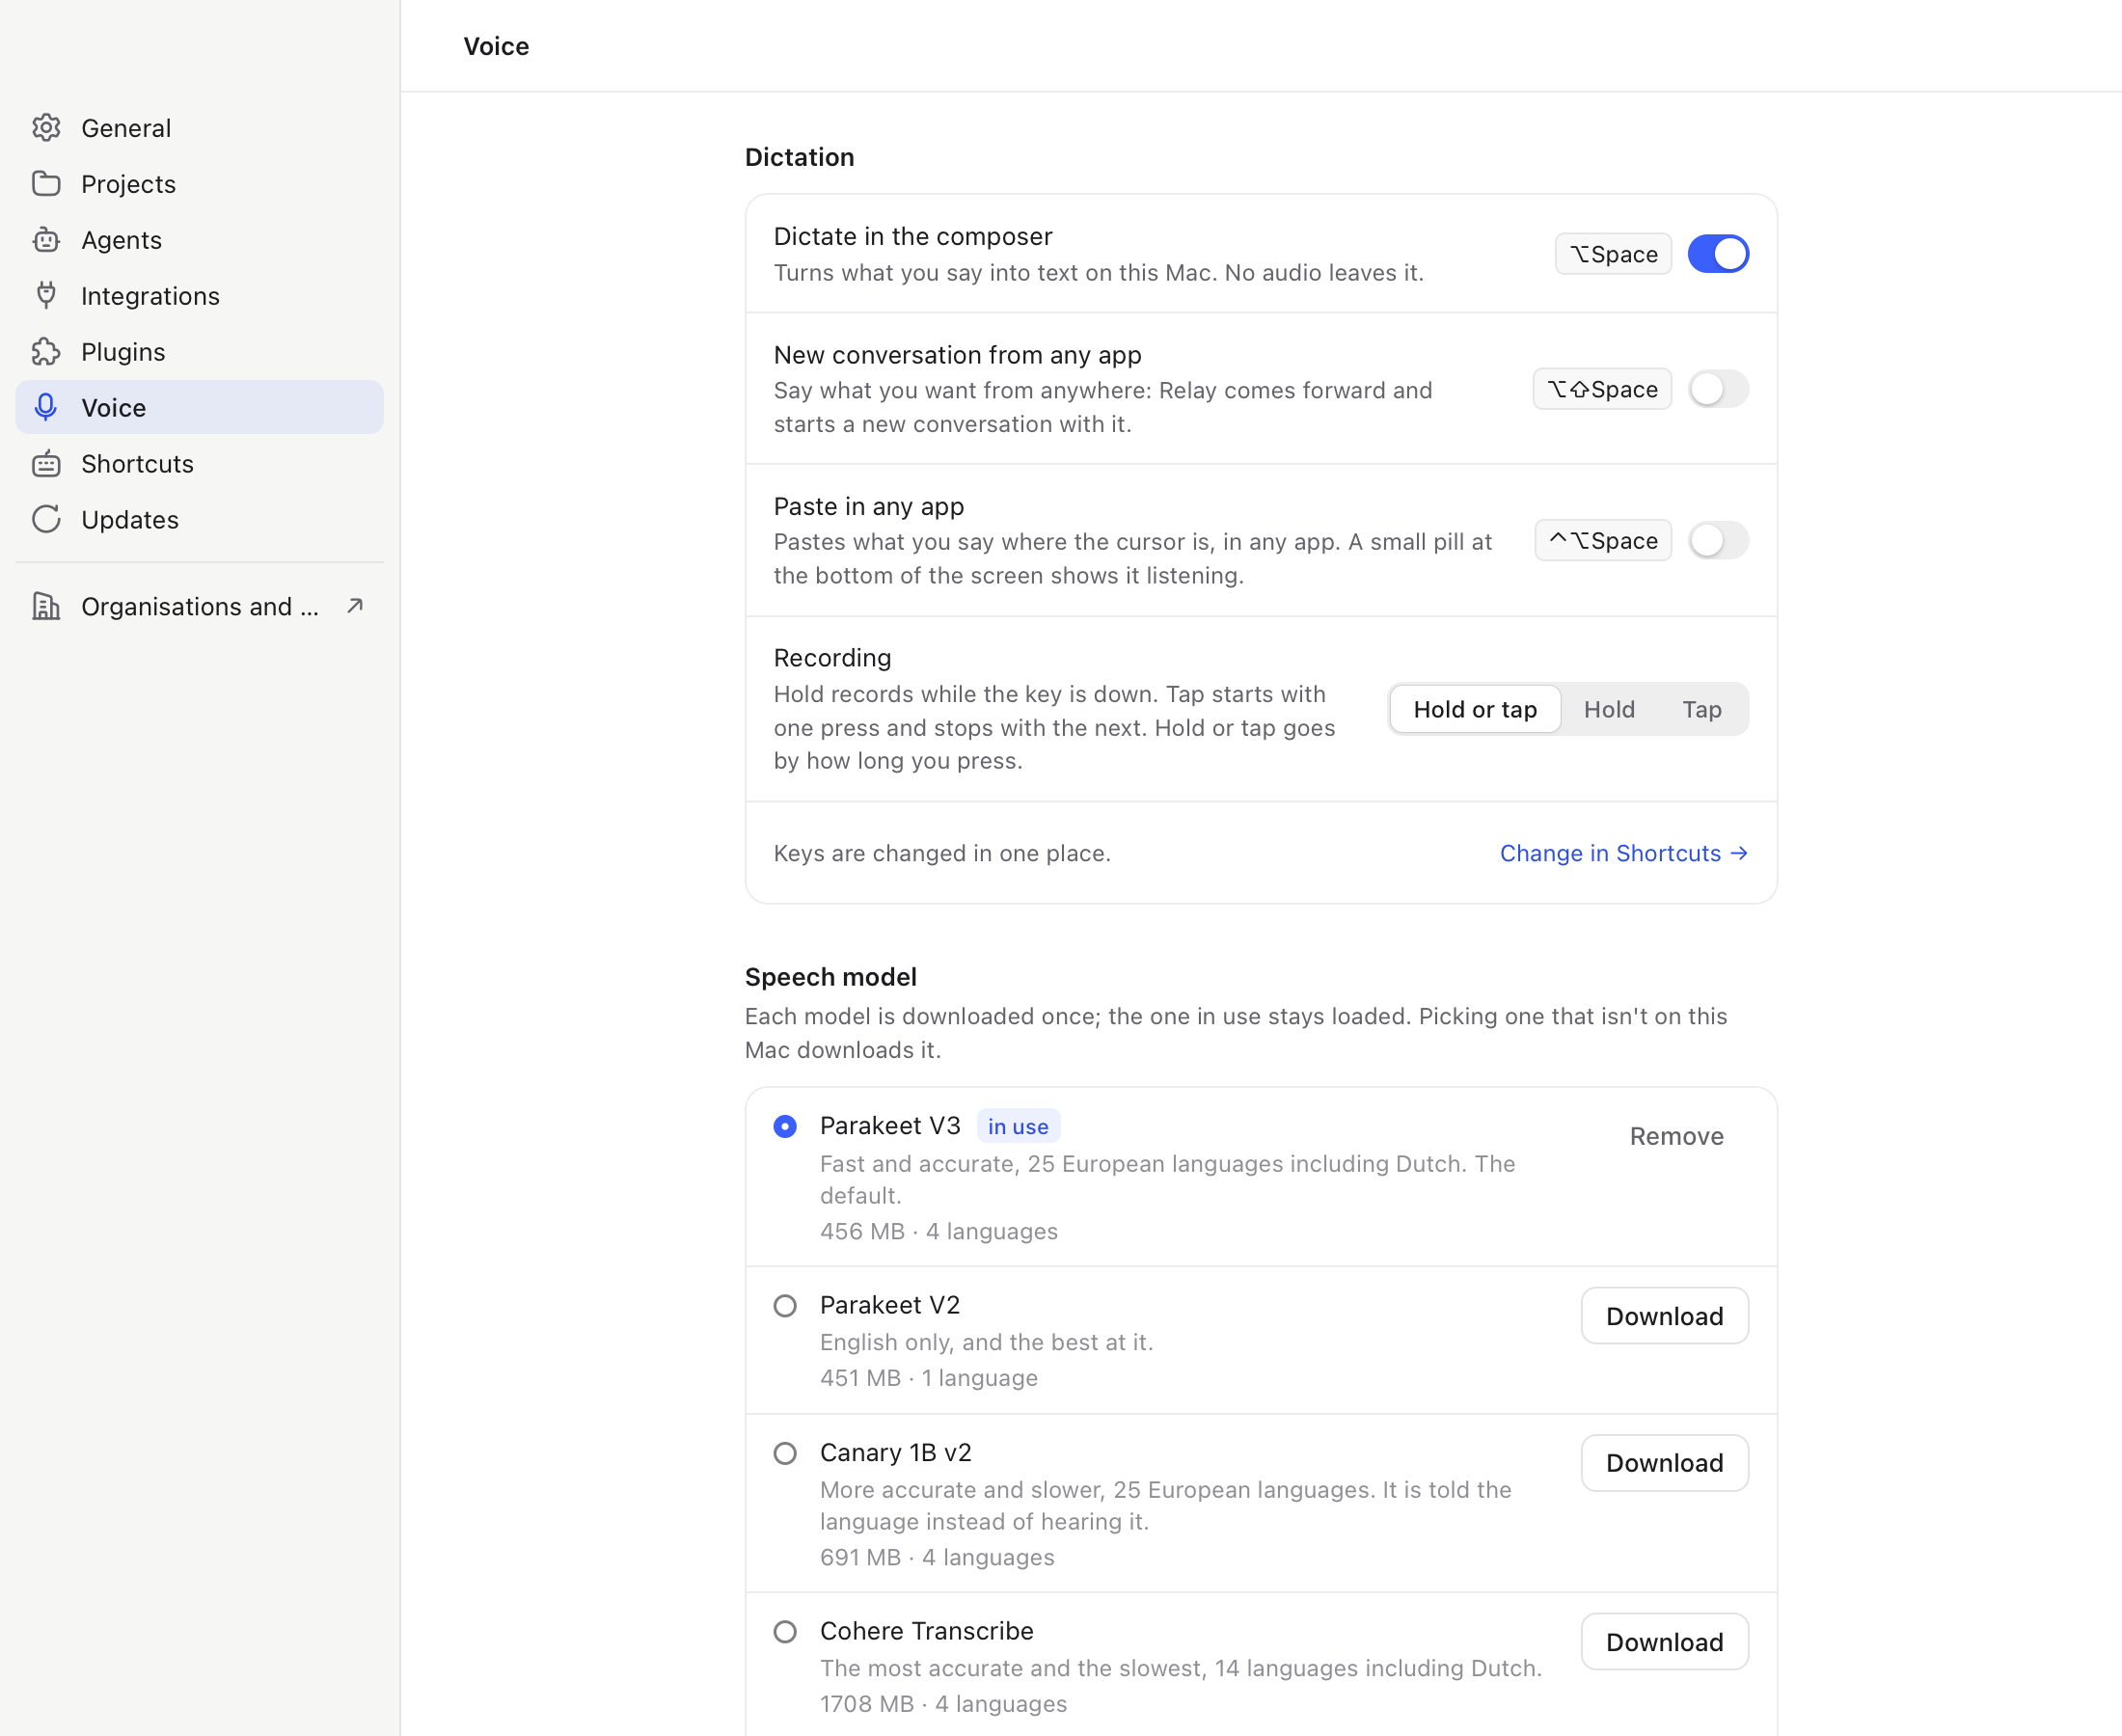 Voice
General
Projects
Agents
Integrations
Plugins
Voice
Shortcuts
Updates
Organisations and ...
Dictation
Dictate in the composer
Turns what you say into text on this Mac. No audio leaves it.
⌥Space
New conversation from any app
Say what you want from anywhere: Relay comes forward and
starts a new conversation with it.
⌥⇧Space
Paste in any app
Pastes what you say where the cursor is, in any app. A small pill at
the bottom of the screen shows it listening.
^⌥Space
Recording
Hold records while the key is down. Tap starts with
one press and stops with the next. Hold or tap goes
by how long you press.
Hold or tap Hold Tap
Keys are changed in one place.
Change in Shortcuts →
Speech model
Each model is downloaded once; the one in use stays loaded. Picking one that isn't on this
Mac downloads it.
Parakeet V3 in use
Remove
Fast and accurate, 25 European languages including Dutch. The
default.
456 MB · 4 languages
Parakeet V2
Download
English only, and the best at it.
451 MB · 1 language
Canary 1B v2
Download
More accurate and slower, 25 European languages. It is told the
language instead of hearing it.
691 MB · 4 languages
Cohere Transcribe
Download
The most accurate and the slowest, 14 languages including Dutch.
1708 MB · 4 languages